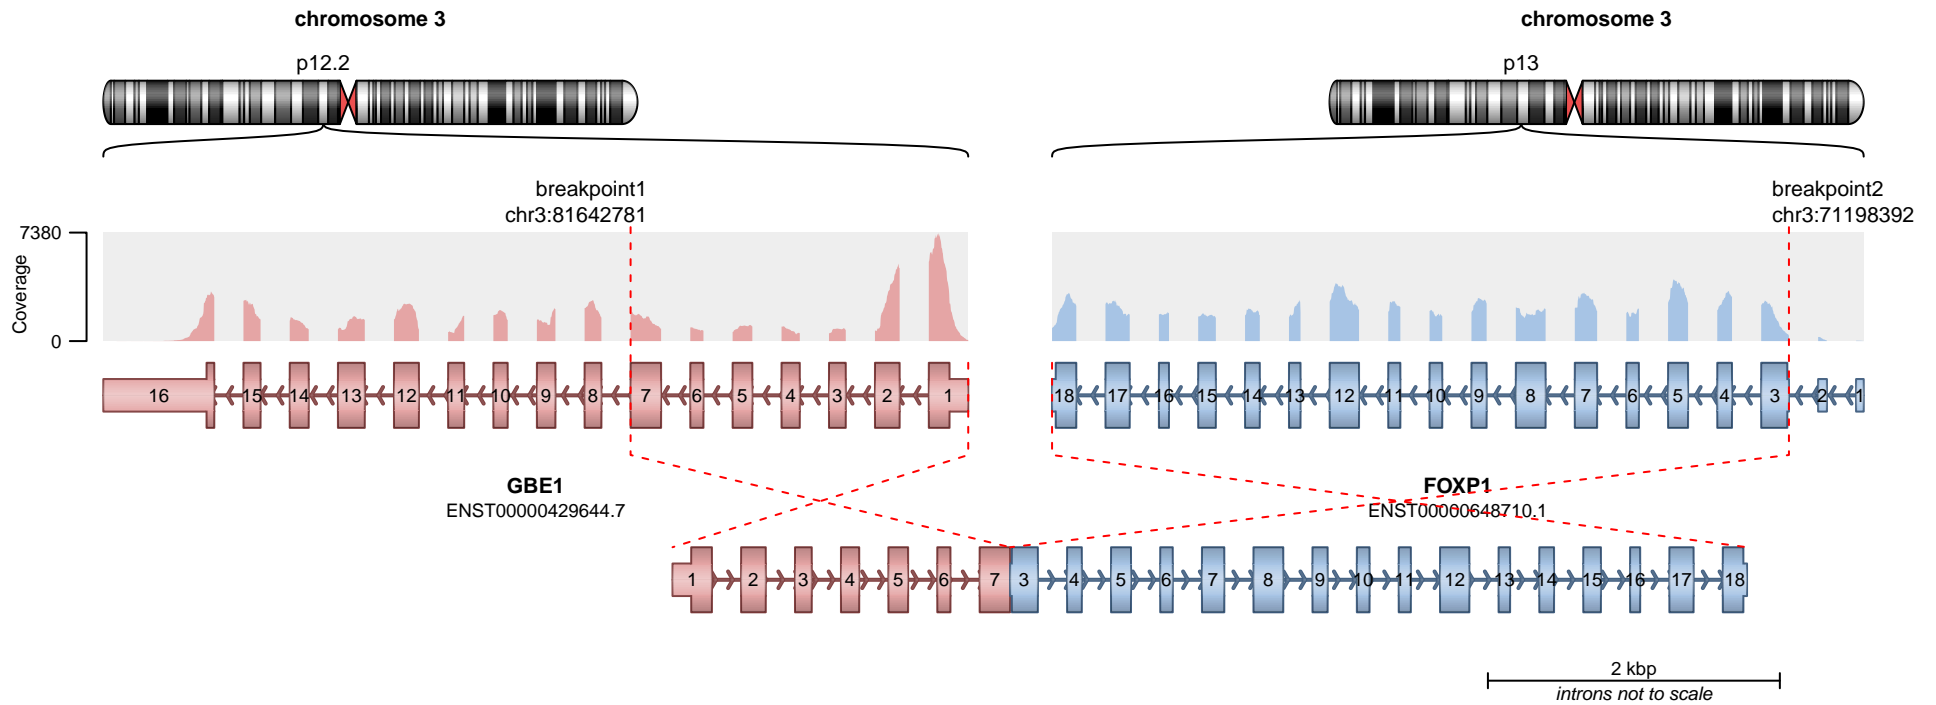 chromosome 3
chromosome 3
p12.2
p13
breakpoint1
chr3:81642781
breakpoint2
chr3:71198392
7380
0
Coverage
16 15 14 13 12 11 10 9 8 7 6 5 4 3 2 1
18 17 16 15 14 13 12 11 10 9 8 7 6 5 4 3 2 1
GBE1
ENST00000429644.7
FOXP1
ENST00000648710.1
1 2 3 4 5 6 7 3 4 5 6 7 8 9 10 11 12 13 14 15 16 17 18
2 kbp
introns not to scale